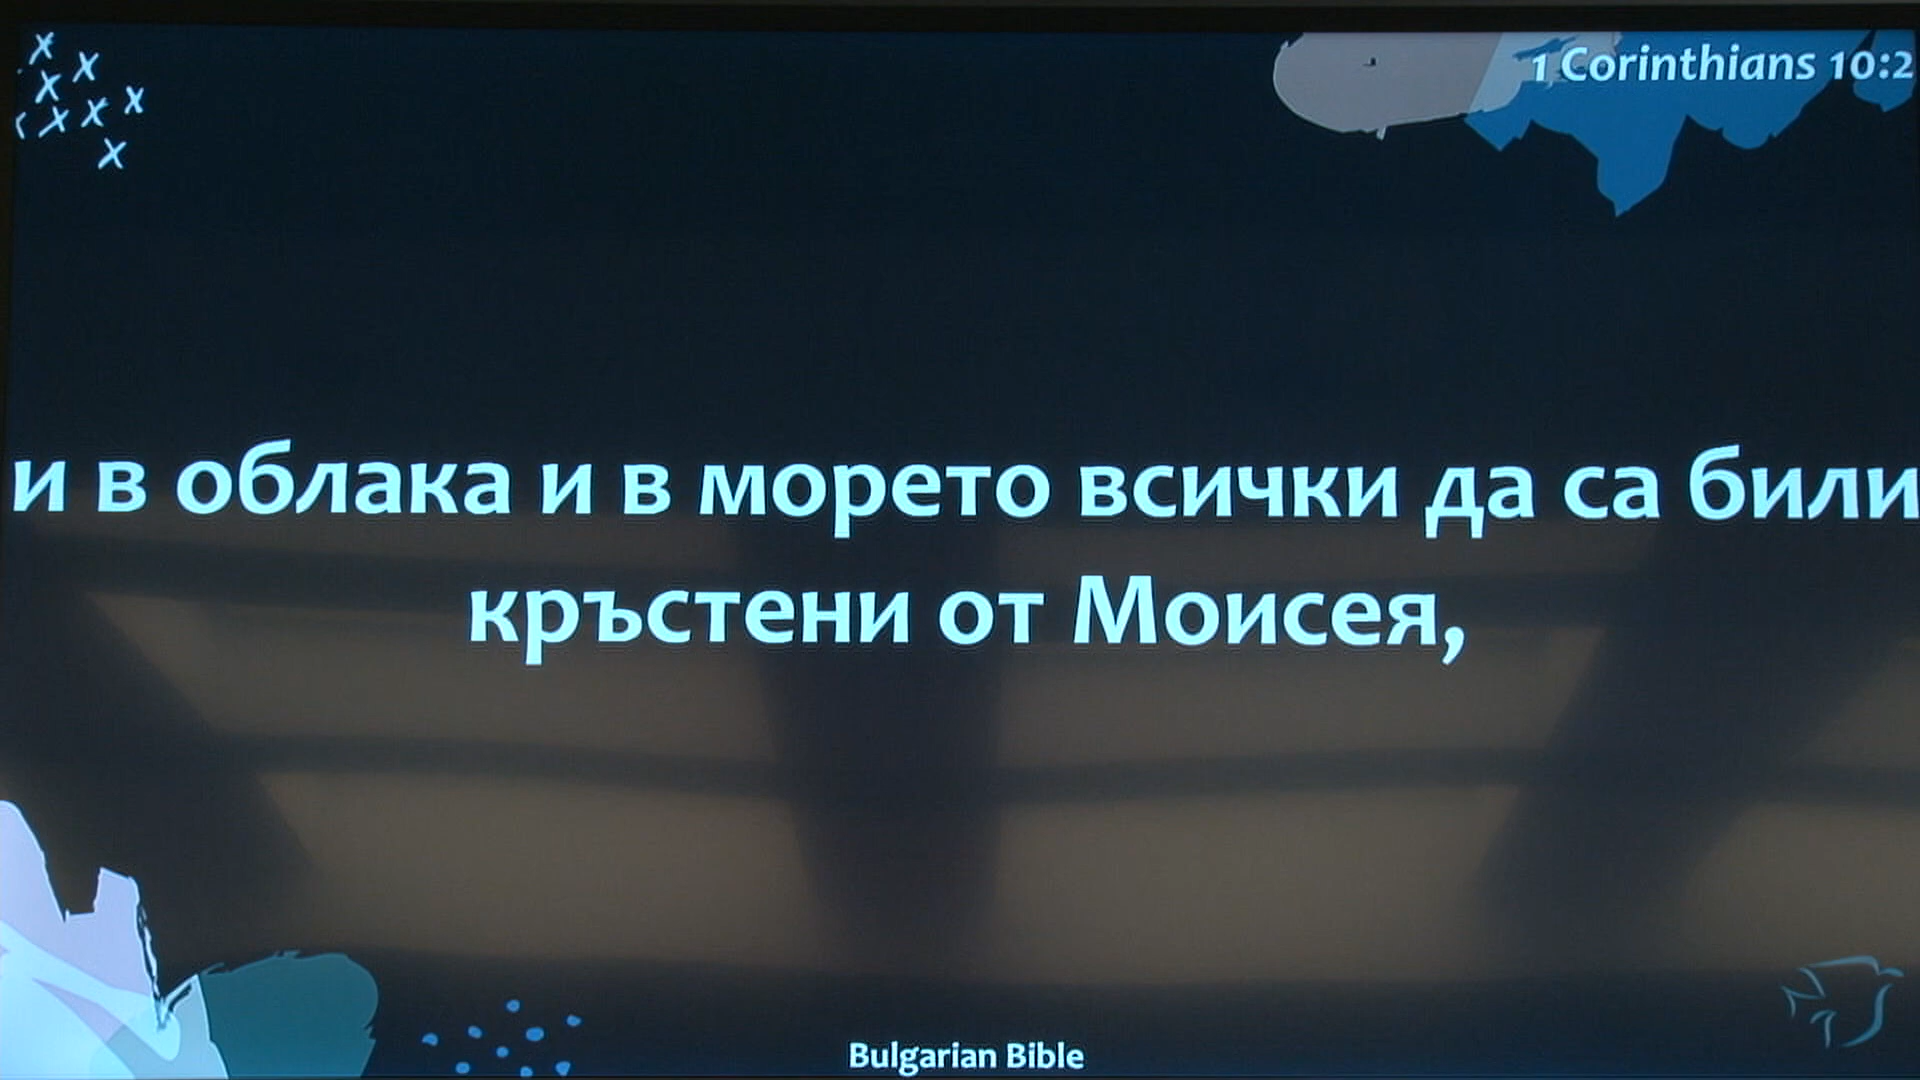 1 Corinthians 10:2
и в облака и в морето всички да са били
кръстени от Моисея,
Bulgarian Bible